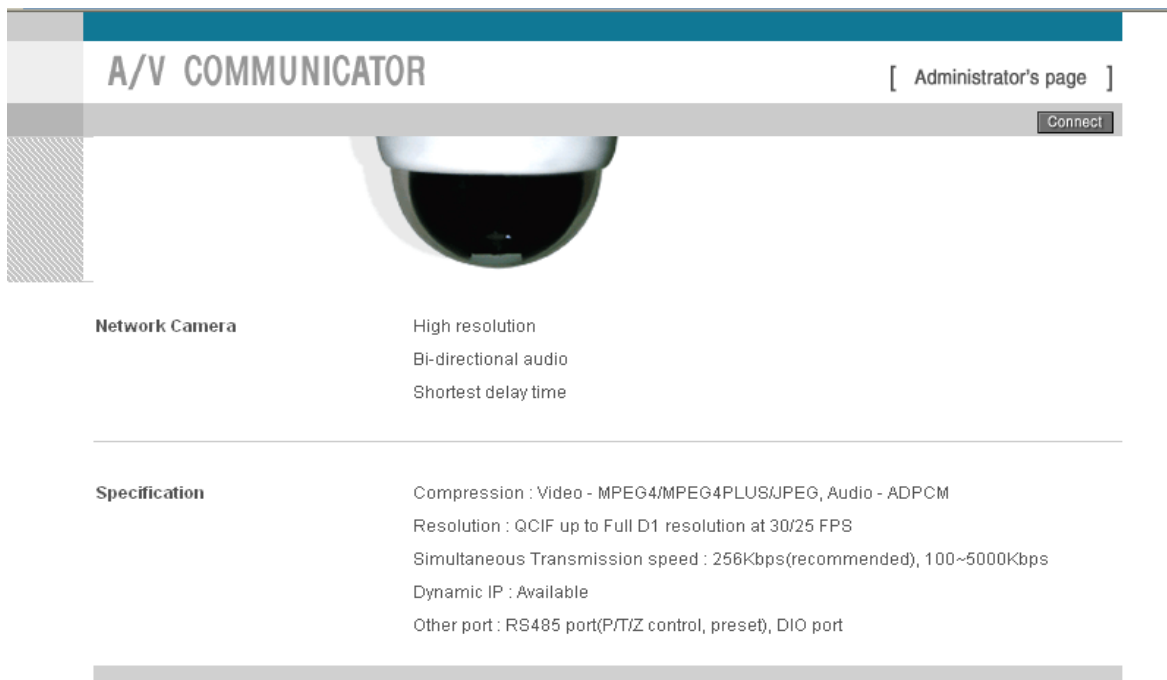 A/V COMMUNICATOR
[ Administrator's page ]
Connect
Network Camera
High resolution
Bi-directional audio
Shortest delay time
Specification
Compression : Video - MPEG4/MPEG4PLUS/JPEG, Audio - ADPCM
Resolution : QCIF up to Full D1 resolution at 30/25 FPS
Simultaneous Transmission speed : 256Kbps(recommended), 100~5000Kbps
Dynamic IP : Available
Other port : RS485 port(P/T/Z control, preset), DIO port